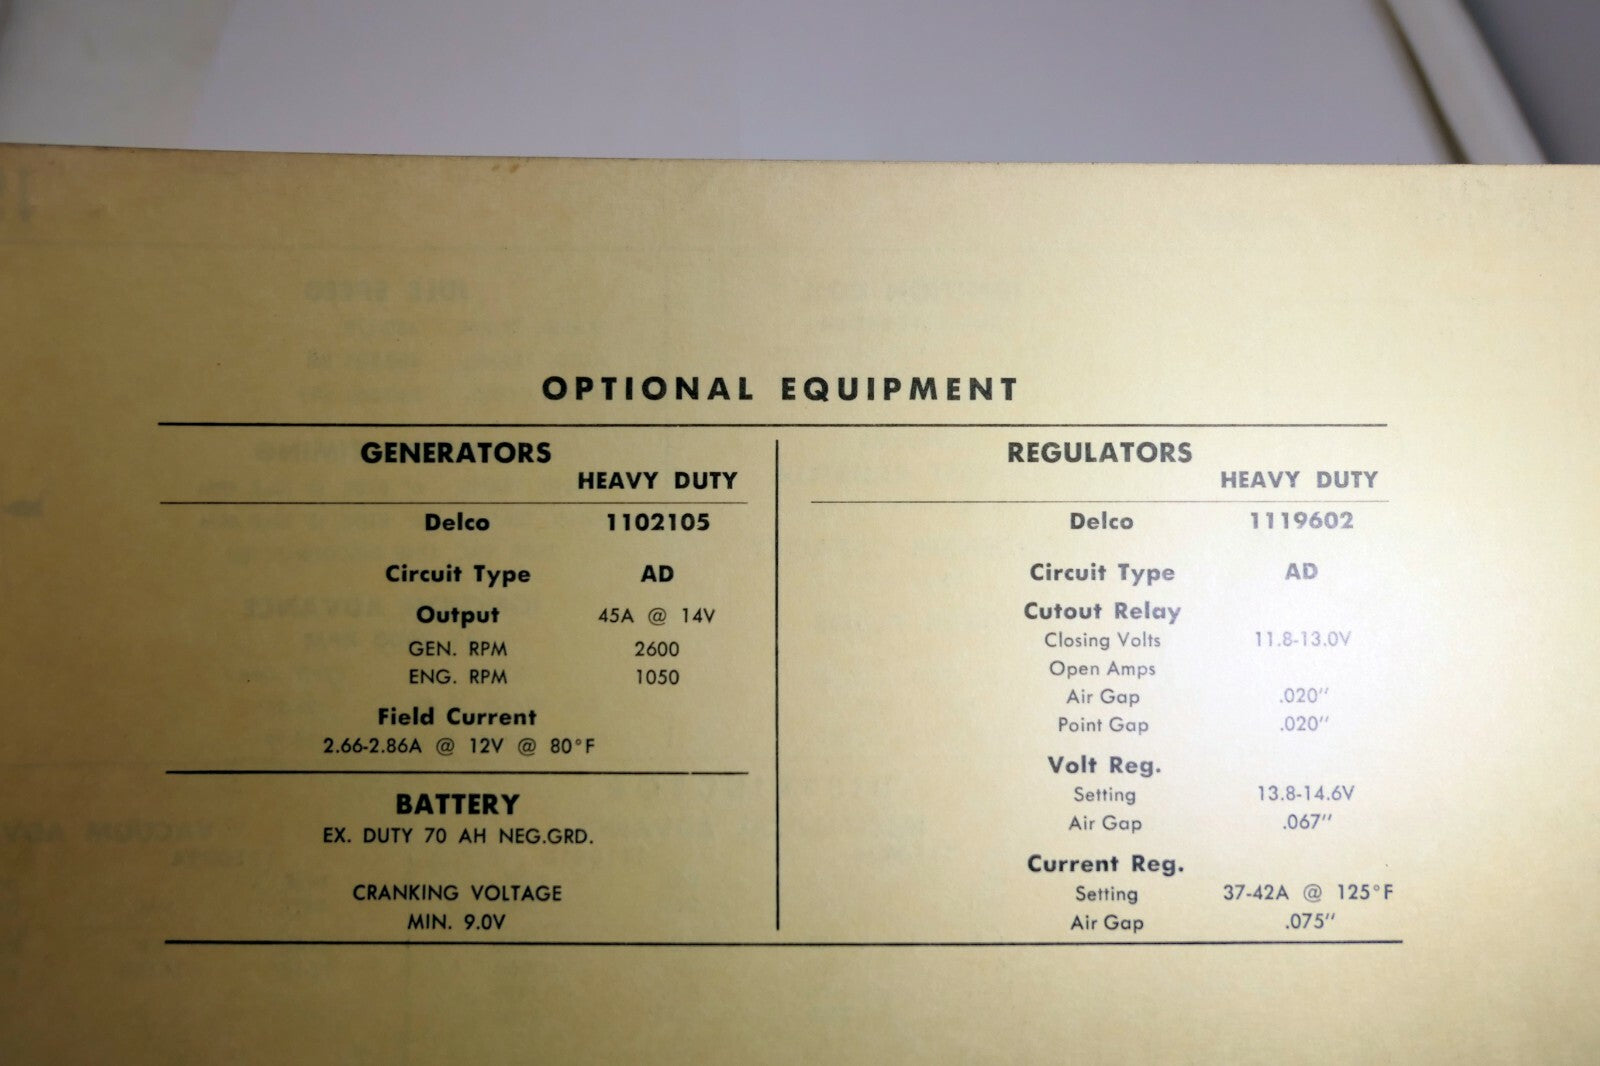 OPTIONAL EQUIPMENT
GENERATORS
HEAVY DUTY
Delco 1102105
Circuit Type AD
Output 45A @ 14V
GEN. RPM 2600
ENG. RPM 1050
Field Current
2.66-2.86A @ 12V @ 80°F
BATTERY
EX. DUTY 70 AH NEG.GRD.
CRANKING VOLTAGE
MIN. 9.0V
REGULATORS
HEAVY DUTY
Delco 1119602
Circuit Type AD
Cutout Relay
Closing Volts 11.8-13.0V
Open Amps
Air Gap .020"
Point Gap .020"
Volt Reg.
Setting 13.8-14.6V
Air Gap .067"
Current Reg.
Setting 37-42A @ 125°F
Air Gap .075"